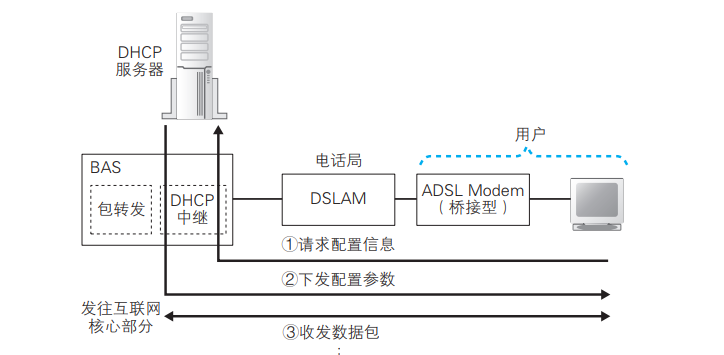 DHCP
服务器
用户
BAS
电话局
包转发
DHCP
中继
DSLAM
ADSL Modem
（桥接型）
①请求配置信息
②下发配置参数
发往互联网
核心部分
③收发数据包
: